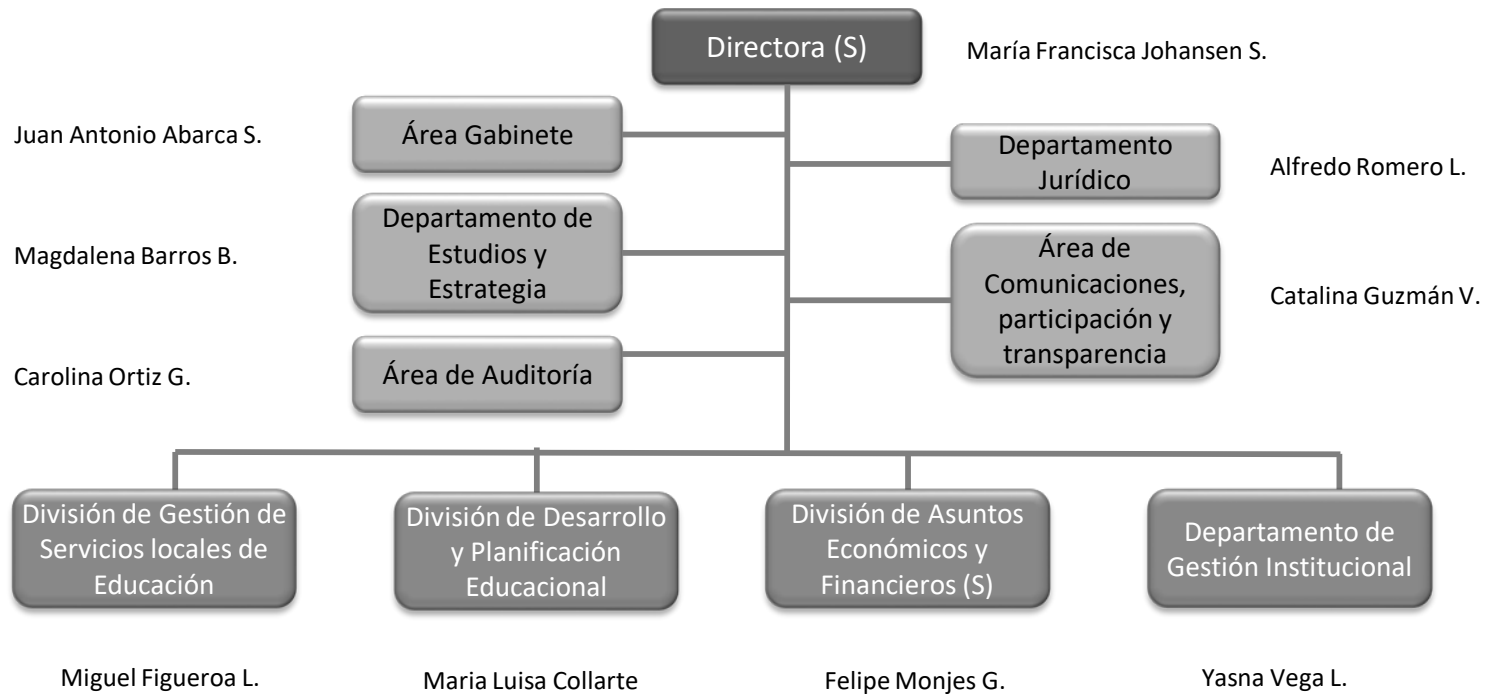 Directora (S)
María Francisca Johansen S.
Juan Antonio Abarca S.
Área Gabinete
Departamento
Jurídico
Alfredo Romero L.
Magdalena Barros B.
Departamento de
Estudios y
Estrategia
Área de
Comunicaciones,
participación y
transparencia
Catalina Guzmán V.
Carolina Ortiz G.
Área de Auditoría
División de Gestión de
Servicios locales de
Educación
División de Desarrollo
y Planificación
Educacional
División de Asuntos
Económicos y
Financieros (S)
Departamento de
Gestión Institucional
Miguel Figueroa L.
Maria Luisa Collarte
Felipe Monjes G.
Yasna Vega L.